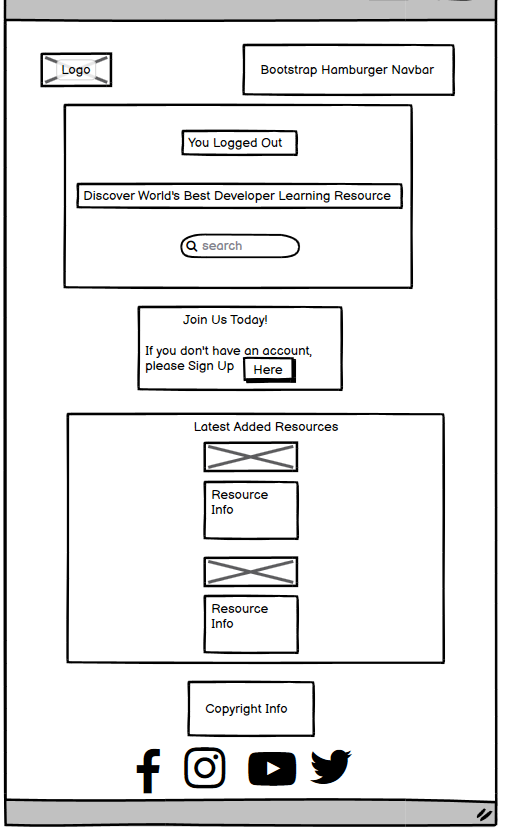 Logo
Bootstrap Hamburger Navbar
You Logged Out
Discover World's Best Developer Learning Resource
search
Join Us Today!
If you don't have an account,
please Sign Up Here
Latest Added Resources
Resource
Info
Resource
Info
Copyright Info